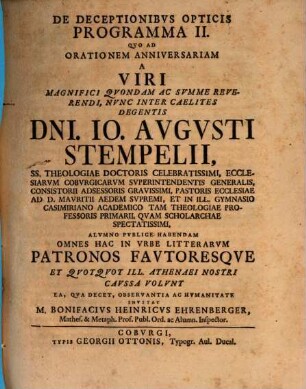 DE DECEPTIONIBVS OPTICIS
PROGRAMMA II.
QVO AD
ORATIONEM ANNIVERSARIAM
A
VIRI
MAGNIFICI QVONDAM AC SVMME REVE-
RENDI, NVNC INTER CAELITES
DEGENTIS
DNI. IO. AVGVSTI
STEMPELII,
SS. THEOLOGIAE DOCTORIS CELEBRATISSIMI, ECCLE-
SIARVM COBVRGICARVM SVPERINTENDENTIS GENERALIS,
CONSISTORII ADSESSORIS GRAVISSIMI, PASTORIS ECCLESIAE
AD D. MAVRITII AEDEM SVPREMI, ET IN ILL. GYMNASIO
CASIMIRIANO ACADEMICO TAM THEOLOGIAE PRO-
FESSORIS PRIMARII, QVAM SCHOLARCHAE
SPECTATISSIMI,
ALVMNO PVBLICE HABENDAM
OMNES HAC IN VRBE LITTERARVM
PATRONOS FAVTORESQVE
ET QVOTQVOT ILL. ATHENAEI NOSTRI
CAVSSA VOLVNT
EA, QVA DECET, OBSERVANTIA AC HVMANITATE
INVITAT
M. BONIFACIVS HEINRICVS EHRENBERGER,
Mathef. & Metaph. Prof. Publ. Ord. ac Alumn. Infpector.
COBVRGI,
TYPIS GEORGII OTTONIS, Typogr. Aul. Ducal.